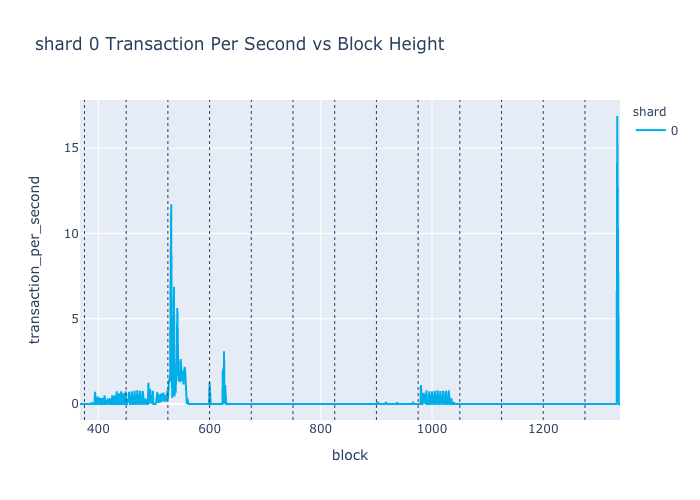 shard 0 Transaction Per Second vs Block Height
shard
0
15
10
5
0
transaction_per_second
400
600
800
1000
1200
block